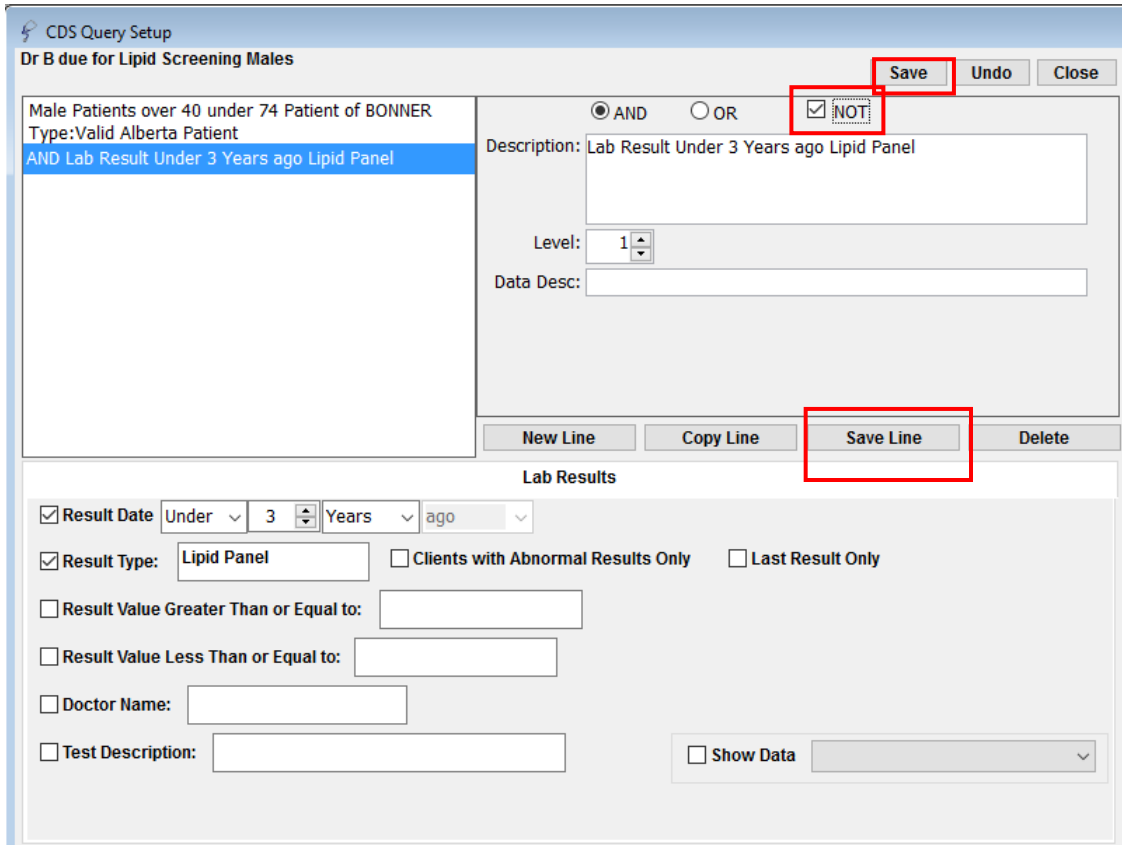 CDS Query Setup
Dr B due for Lipid Screening Males
Save Undo Close
Male Patients over 40 under 74 Patient of BONNER
Type:Valid Alberta Patient
AND Lab Result Under 3 Years ago Lipid Panel
AND OR NOT
Description: Lab Result Under 3 Years ago Lipid Panel
Level: 1
Data Desc:
New Line Copy Line Save Line Delete
Lab Results
Result Date Under 3 Years ago
Result Type: Lipid Panel Clients with Abnormal Results Only Last Result Only
Result Value Greater Than or Equal to:
Result Value Less Than or Equal to:
Doctor Name:
Test Description:
Show Data